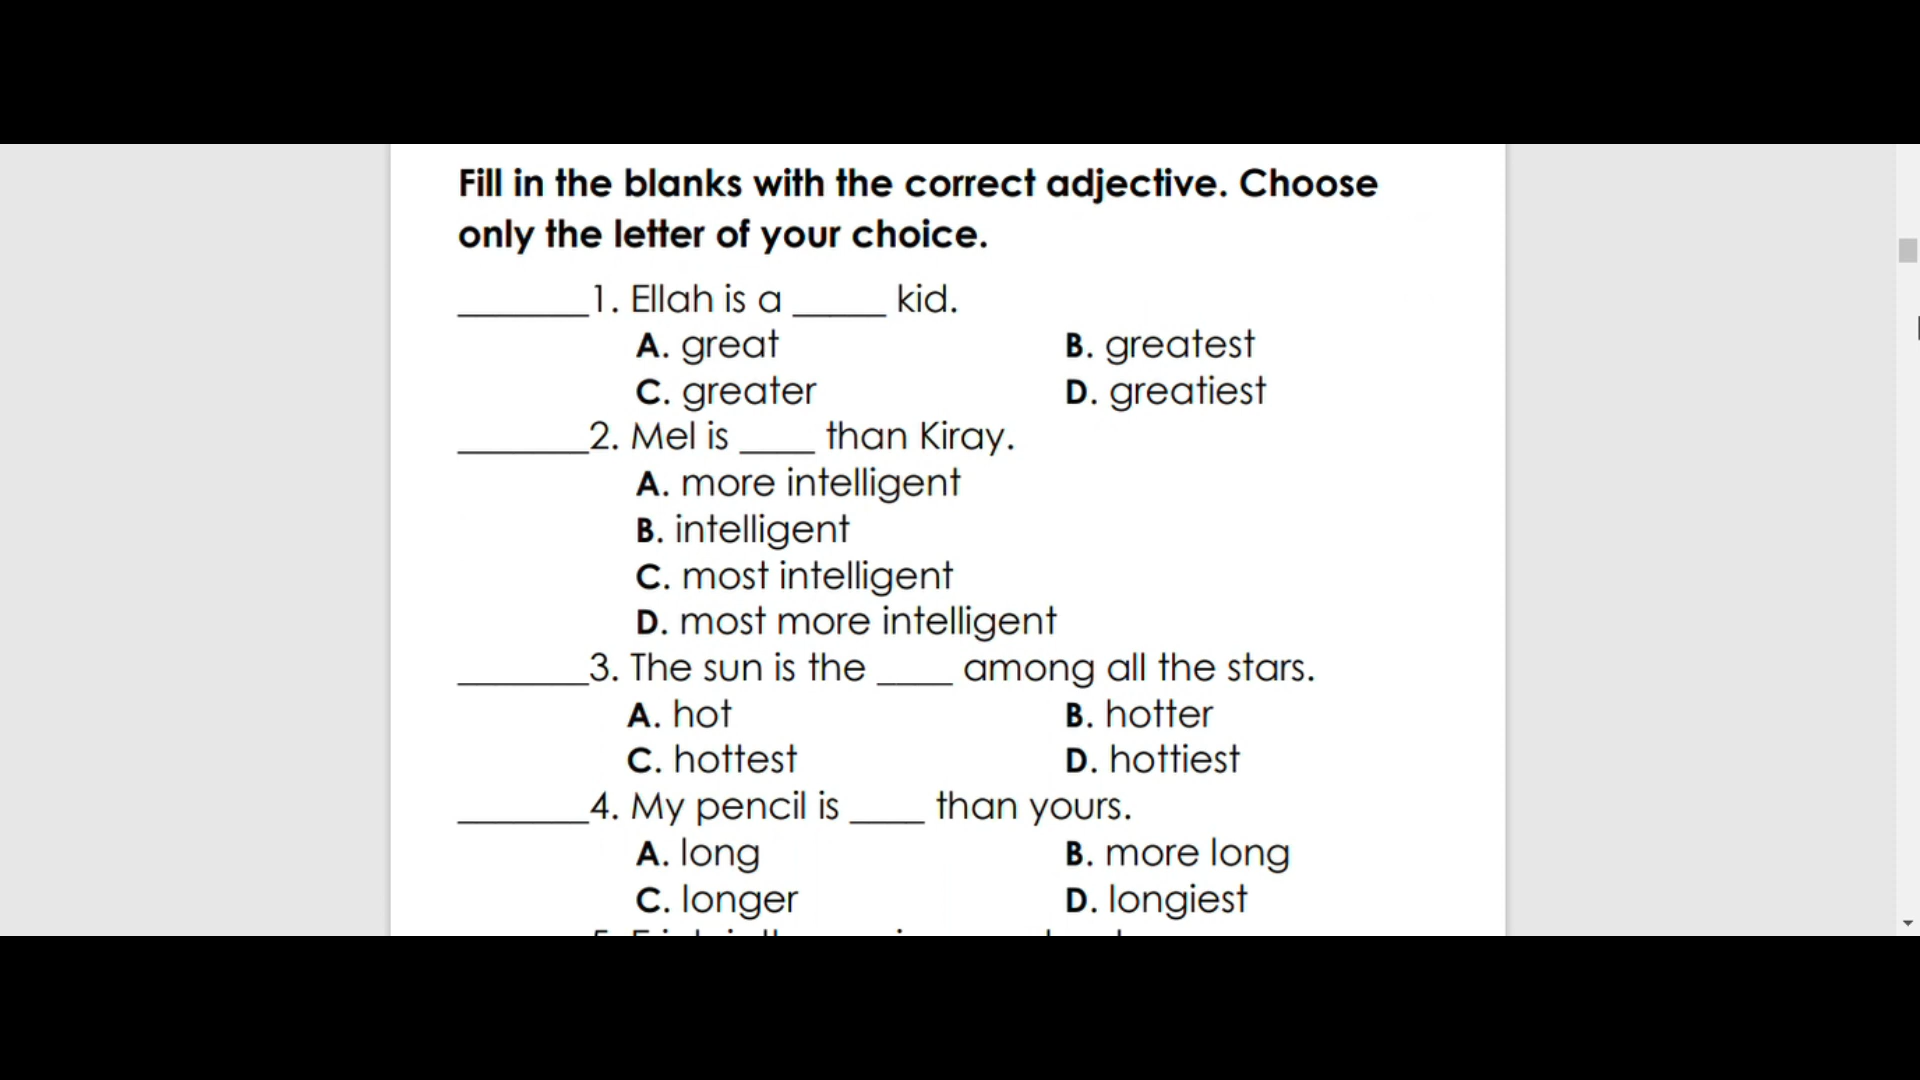 Fill in the blanks with the correct adjective. Choose
only the letter of your choice.
_______1. Ellah is a _____ kid.
A. great B. greatest
C. greater D. greatiest
_______2. Mel is ____ than Kiray.
A. more intelligent
B. intelligent
C. most intelligent
D. most more intelligent
_______3. The sun is the ____ among all the stars.
A. hot B. hotter
C. hottest D. hottiest
_______4. My pencil is ____ than yours.
A. long B. more long
C. longer D. longiest